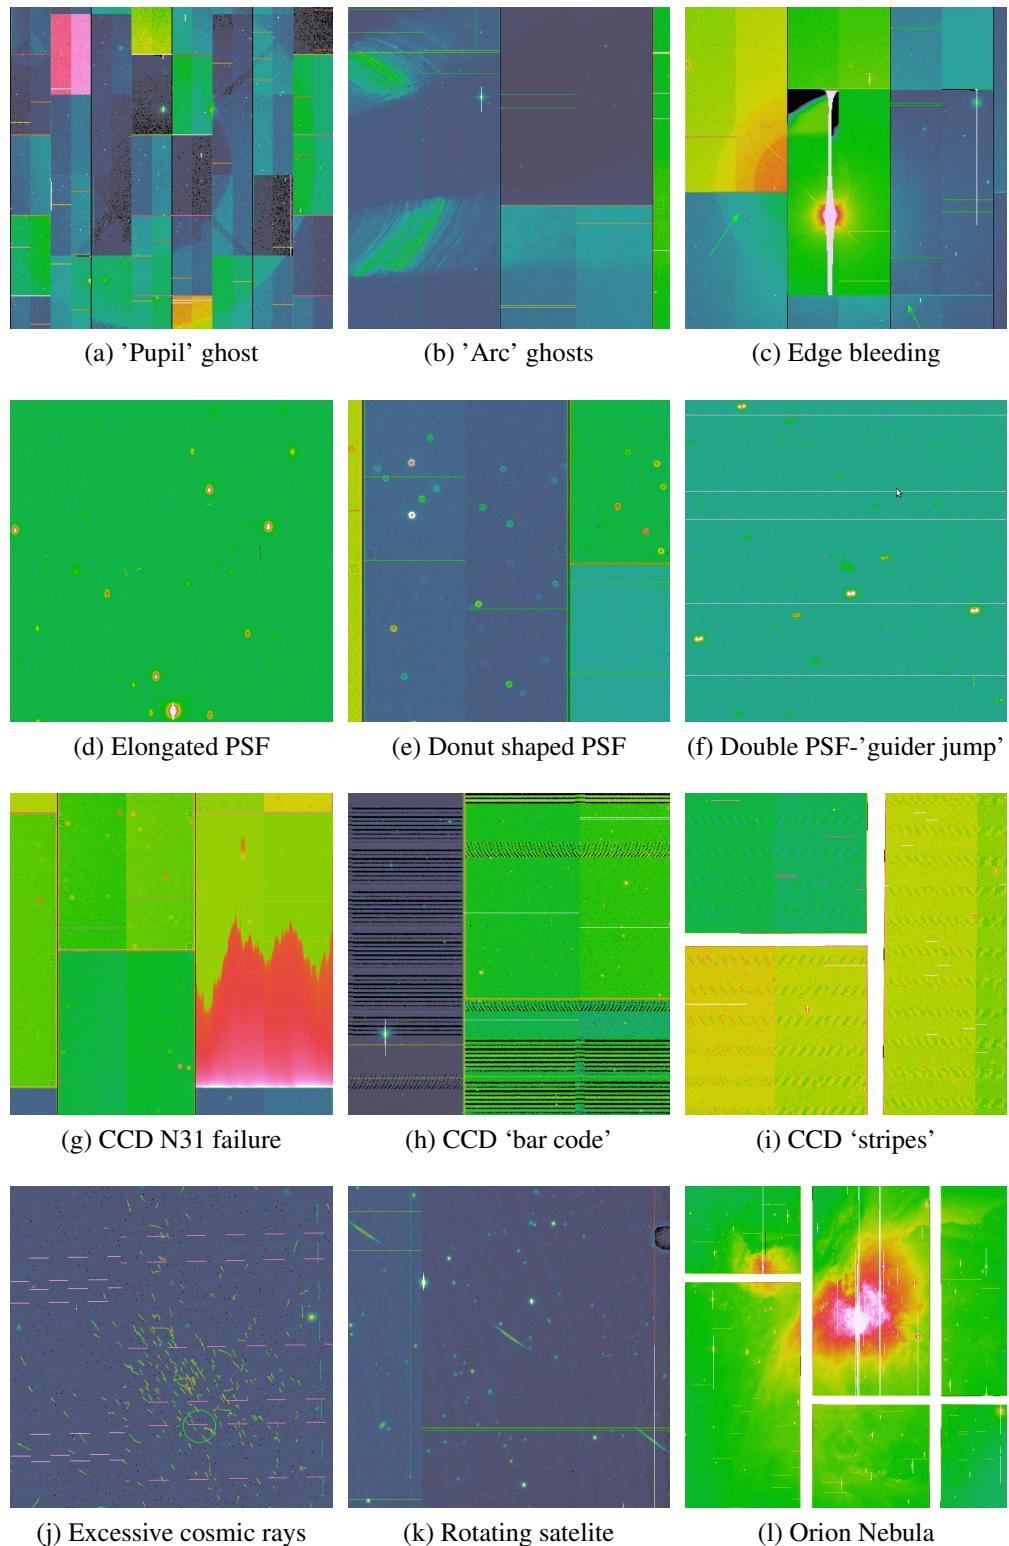 (a) 'Pupil' ghost
(b) 'Arc' ghosts
(c) Edge bleeding
(d) Elongated PSF
(e) Donut shaped PSF
(f) Double PSF-'guider jump'
(g) CCD N31 failure
(h) CCD 'bar code'
(i) CCD 'stripes'
(j) Excessive cosmic rays
(k) Rotating satelite
(l) Orion Nebula